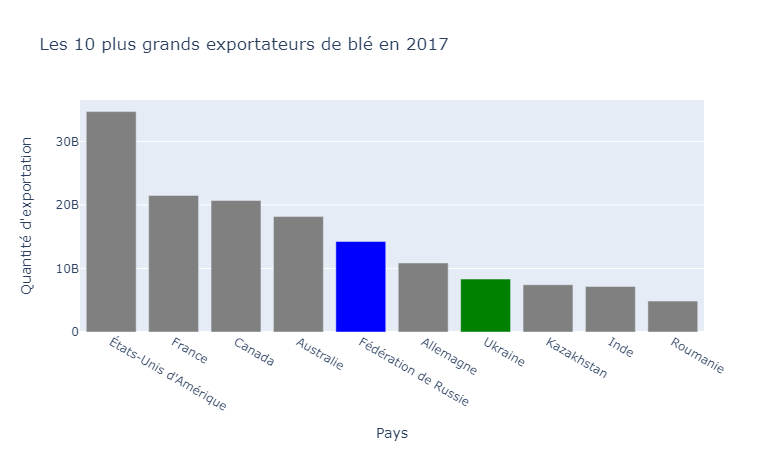 Les 10 plus grands exportateurs de blé en 2017
Quantité d'exportation
30B
20B
10B
0
États-Unis d'Amérique
France
Canada
Australie
Fédération de Russie
Allemagne
Ukraine
Kazakhstan
Inde
Roumanie
Pays